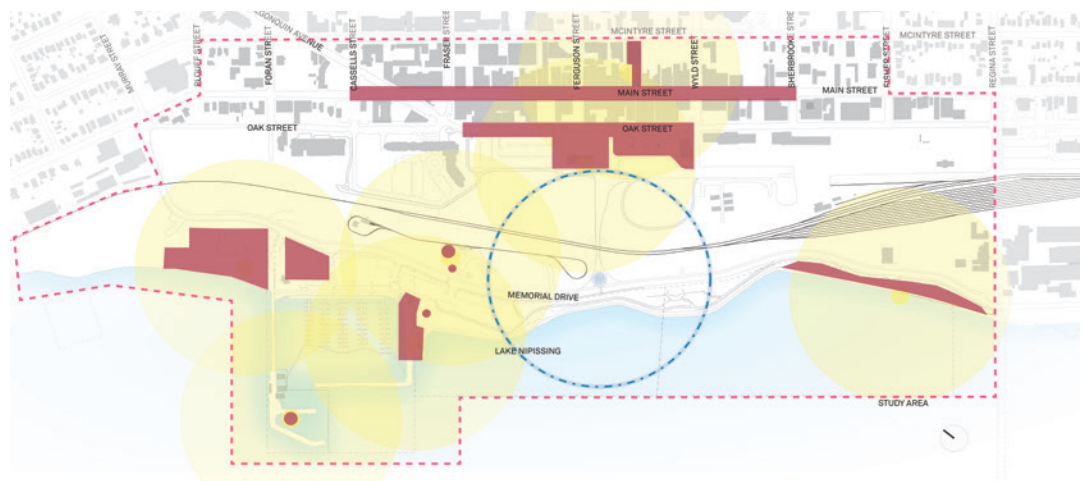 MURRAY STREET
ALGONQUIN AVENUE
FORAN STREET
CASSELLS STREET
FRASER STREET
FERGUSON STREET
MCINTYRE STREET
WYLD STREET
SHERBROOKE STREET
FISHER STREET
MCINTYRE STREET
REGINA STREET
MAIN STREET
MAIN STREET
OAK STREET
OAK STREET
MEMORIAL DRIVE
LAKE NIPISSING
STUDY AREA